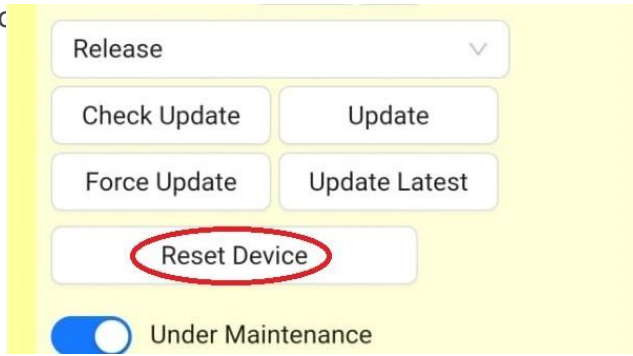 Release
Check Update
Update
Force Update
Update Latest
Reset Device
Under Maintenance